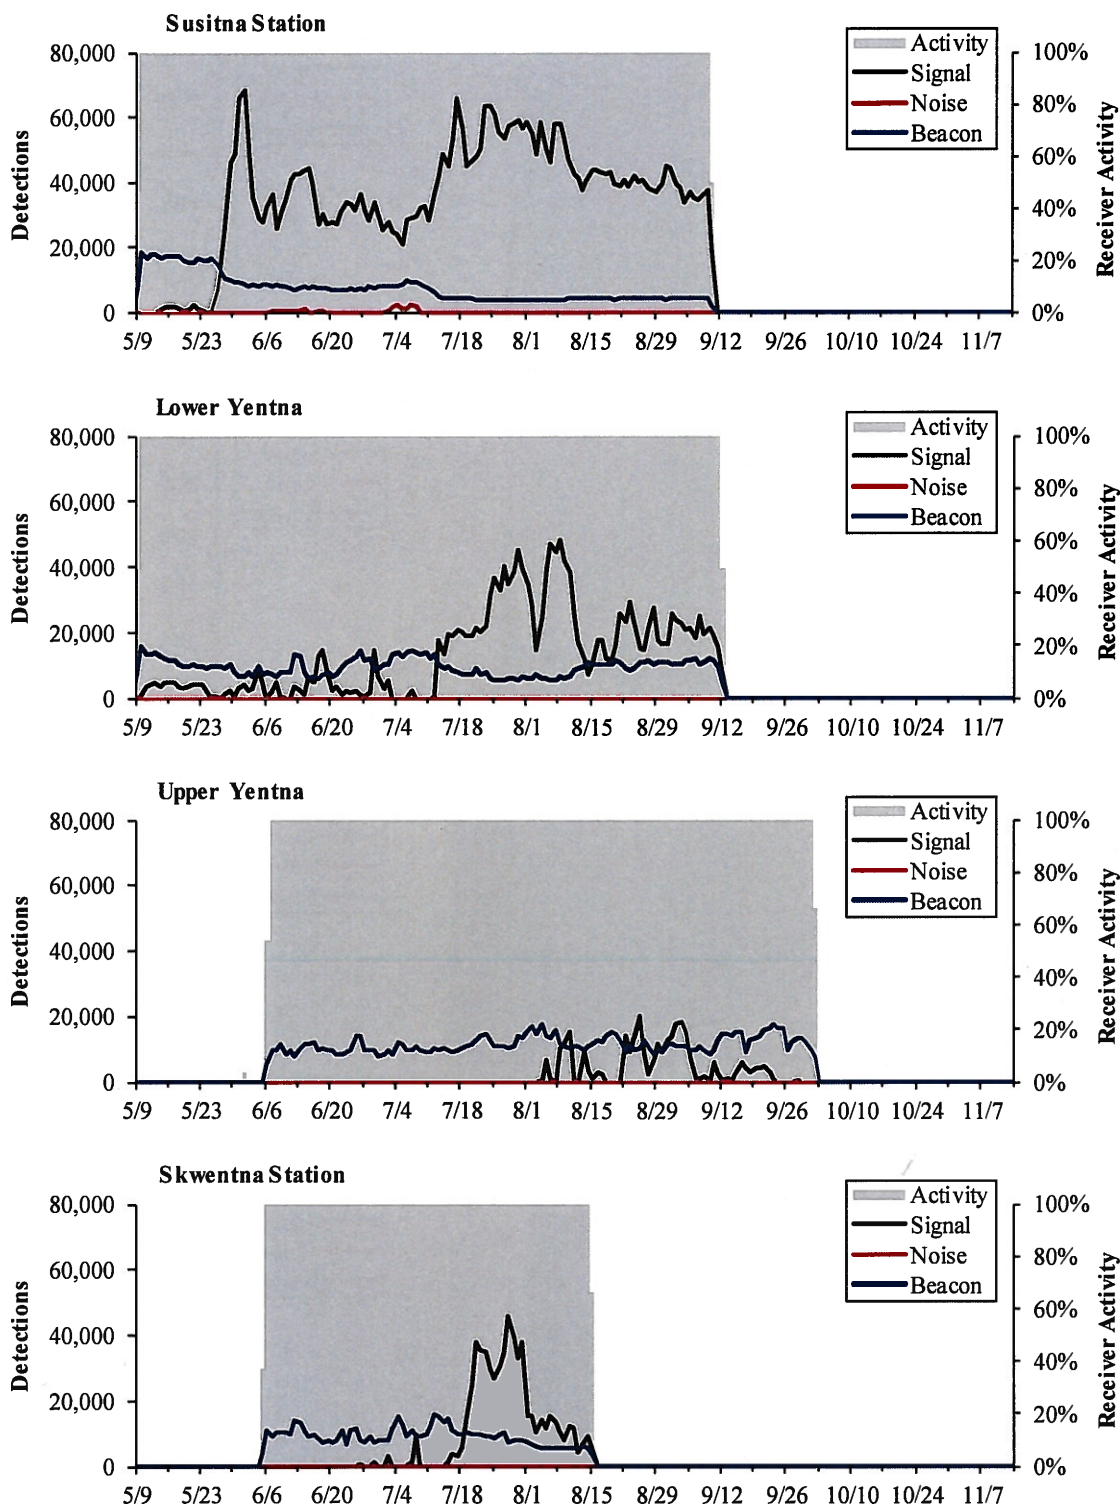 Susitna Station
80,000
60,000
40,000
20,000
0
Detections
100%
80%
60%
40%
20%
0%
Receiver Activity
Activity
Signal
Noise
Beacon
5/9 5/23 6/6 6/20 7/4 7/18 8/1 8/15 8/29 9/12 9/26 10/10 10/24 11/7
Lower Yentna
80,000
60,000
40,000
20,000
0
Detections
100%
80%
60%
40%
20%
0%
Receiver Activity
Activity
Signal
Noise
Beacon
5/9 5/23 6/6 6/20 7/4 7/18 8/1 8/15 8/29 9/12 9/26 10/10 10/24 11/7
Upper Yentna
80,000
60,000
40,000
20,000
0
Detections
100%
80%
60%
40%
20%
0%
Receiver Activity
Activity
Signal
Noise
Beacon
5/9 5/23 6/6 6/20 7/4 7/18 8/1 8/15 8/29 9/12 9/26 10/10 10/24 11/7
Skwentna Station
80,000
60,000
40,000
20,000
0
Detections
100%
80%
60%
40%
20%
0%
Receiver Activity
Activity
Signal
Noise
Beacon
5/9 5/23 6/6 6/20 7/4 7/18 8/1 8/15 8/29 9/12 9/26 10/10 10/24 11/7